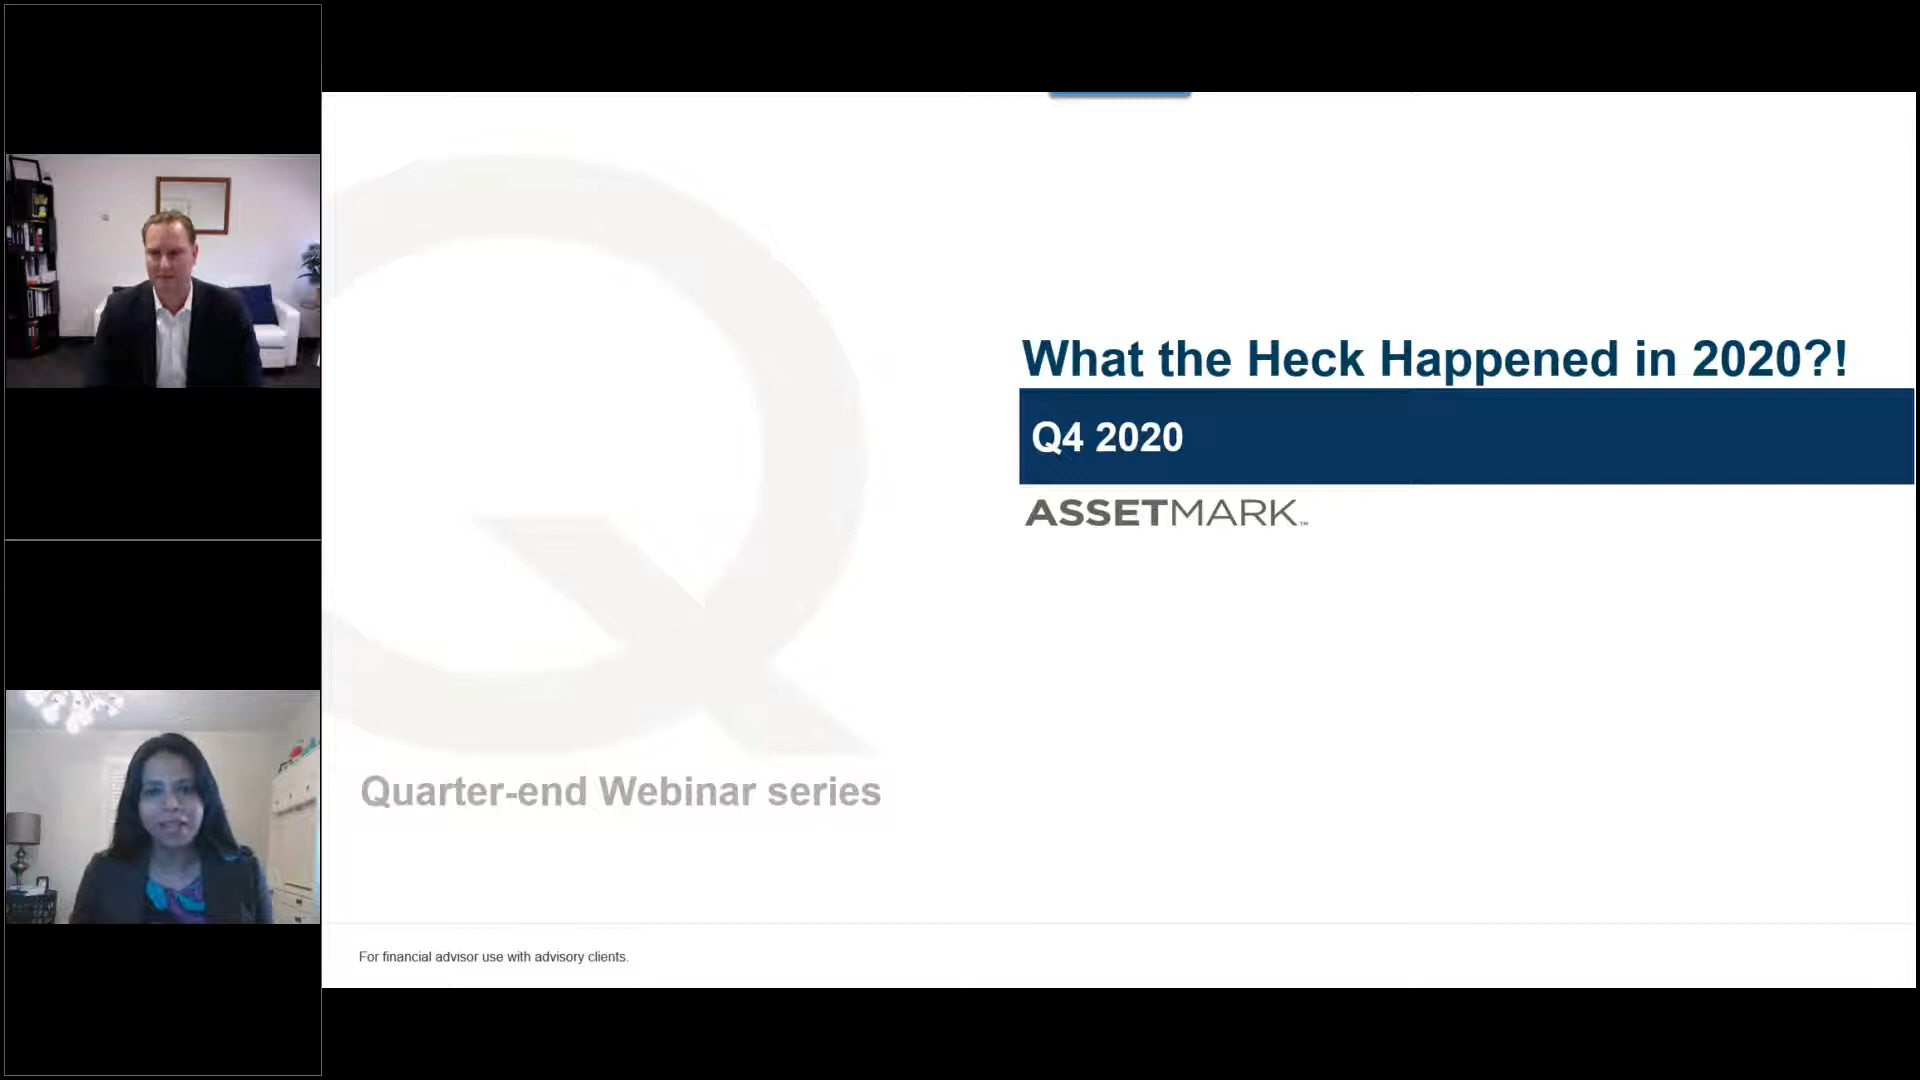 What the Heck Happened in 2020?!
Q4 2020
ASSETMARK™
Quarter-end Webinar series
For financial advisor use with advisory clients.